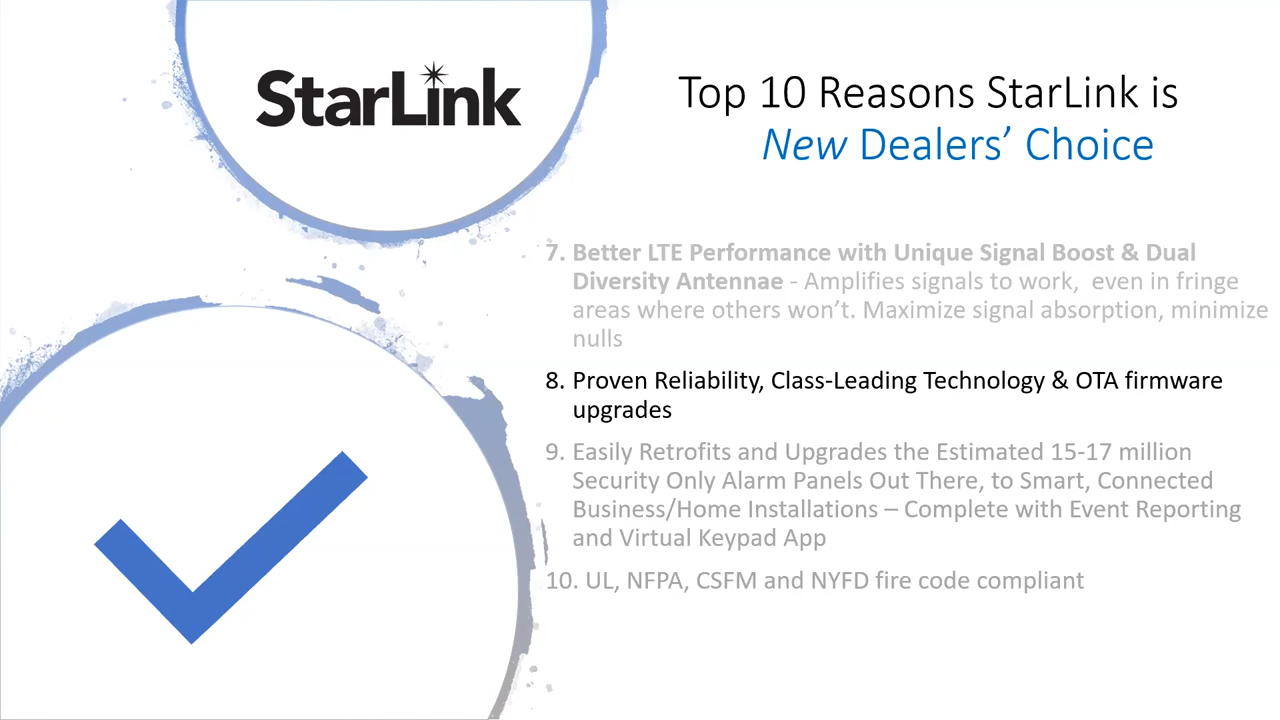 StarLink
Top 10 Reasons StarLink is
New Dealers’ Choice
7. Better LTE Performance with Unique Signal Boost & Dual
Diversity Antennae - Amplifies signals to work, even in fringe
areas where others won’t. Maximize signal absorption, minimize
nulls
8. Proven Reliability, Class-Leading Technology & OTA firmware
upgrades
9. Easily Retrofits and Upgrades the Estimated 15-17 million
Security Only Alarm Panels Out There, to Smart, Connected
Business/Home Installations – Complete with Event Reporting
and Virtual Keypad App
10. UL, NFPA, CSFM and NYFD fire code compliant